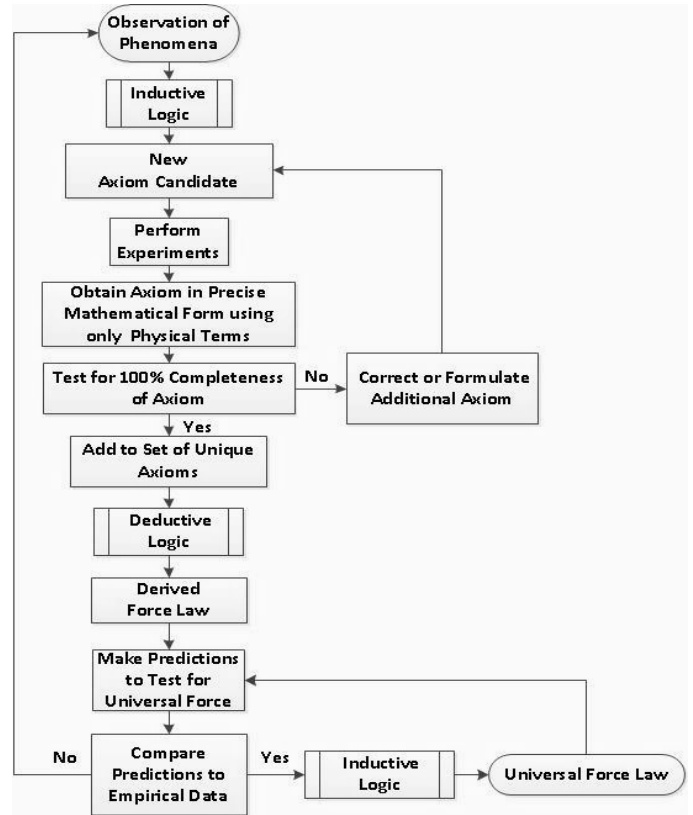 Observation of
Phenomena
Inductive
Logic
New
Axiom Candidate
Perform
Experiments
Obtain Axiom in Precise
Mathematical Form using
only Physical Terms
Test for 100% Completeness
of Axiom
No
Correct or Formulate
Additional Axiom
Yes
Add to Set of Unique
Axioms
Deductive
Logic
Derived
Force Law
Make Predictions
to Test for
Universal Force
No
Compare
Predictions to
Empirical Data
Yes
Inductive
Logic
Universal Force Law